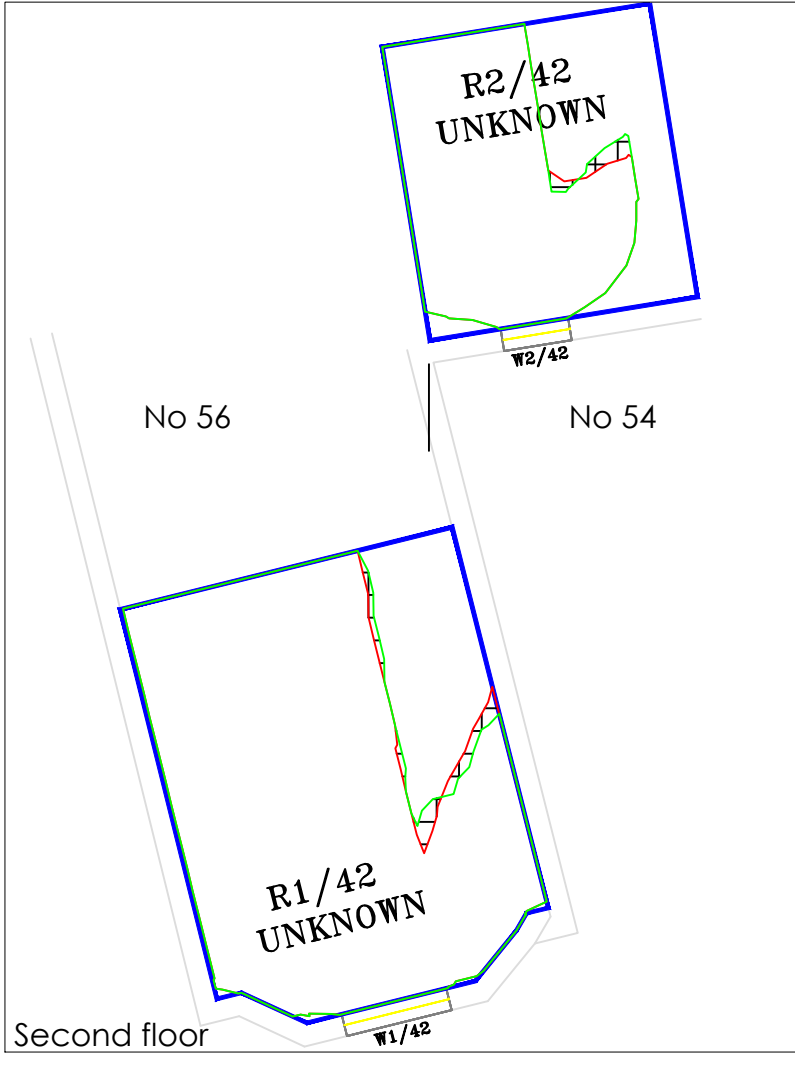 R2/42
UNKNOWN
W2/42
No 56
No 54
R1/42
UNKNOWN
W1/42
Second floor